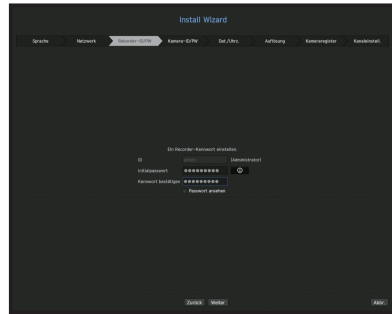 Install Wizard
Sprache Netzwerk Rekorder-ID/PW Kamera-ID/PW Dat./Uhrz. Auflösung Kameraregister Kanaleinstell.
Ein Recorder-Kennwort einstellen
ID admin (Administrator)
Initialpasswort
Kennwort bestätigen
Passwort ansehen
Zurück Weiter Abbr.